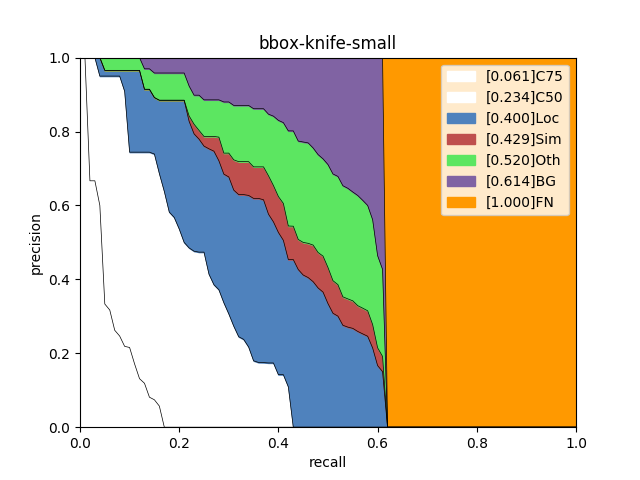 bbox-knife-small
1.0
0.8
0.6
0.4
0.2
0.0
precision
[0.061]C75
[0.234]C50
[0.400]Loc
[0.429]Sim
[0.520]Oth
[0.614]BG
[1.000]FN
0.0 0.2 0.4 0.6 0.8 1.0
recall